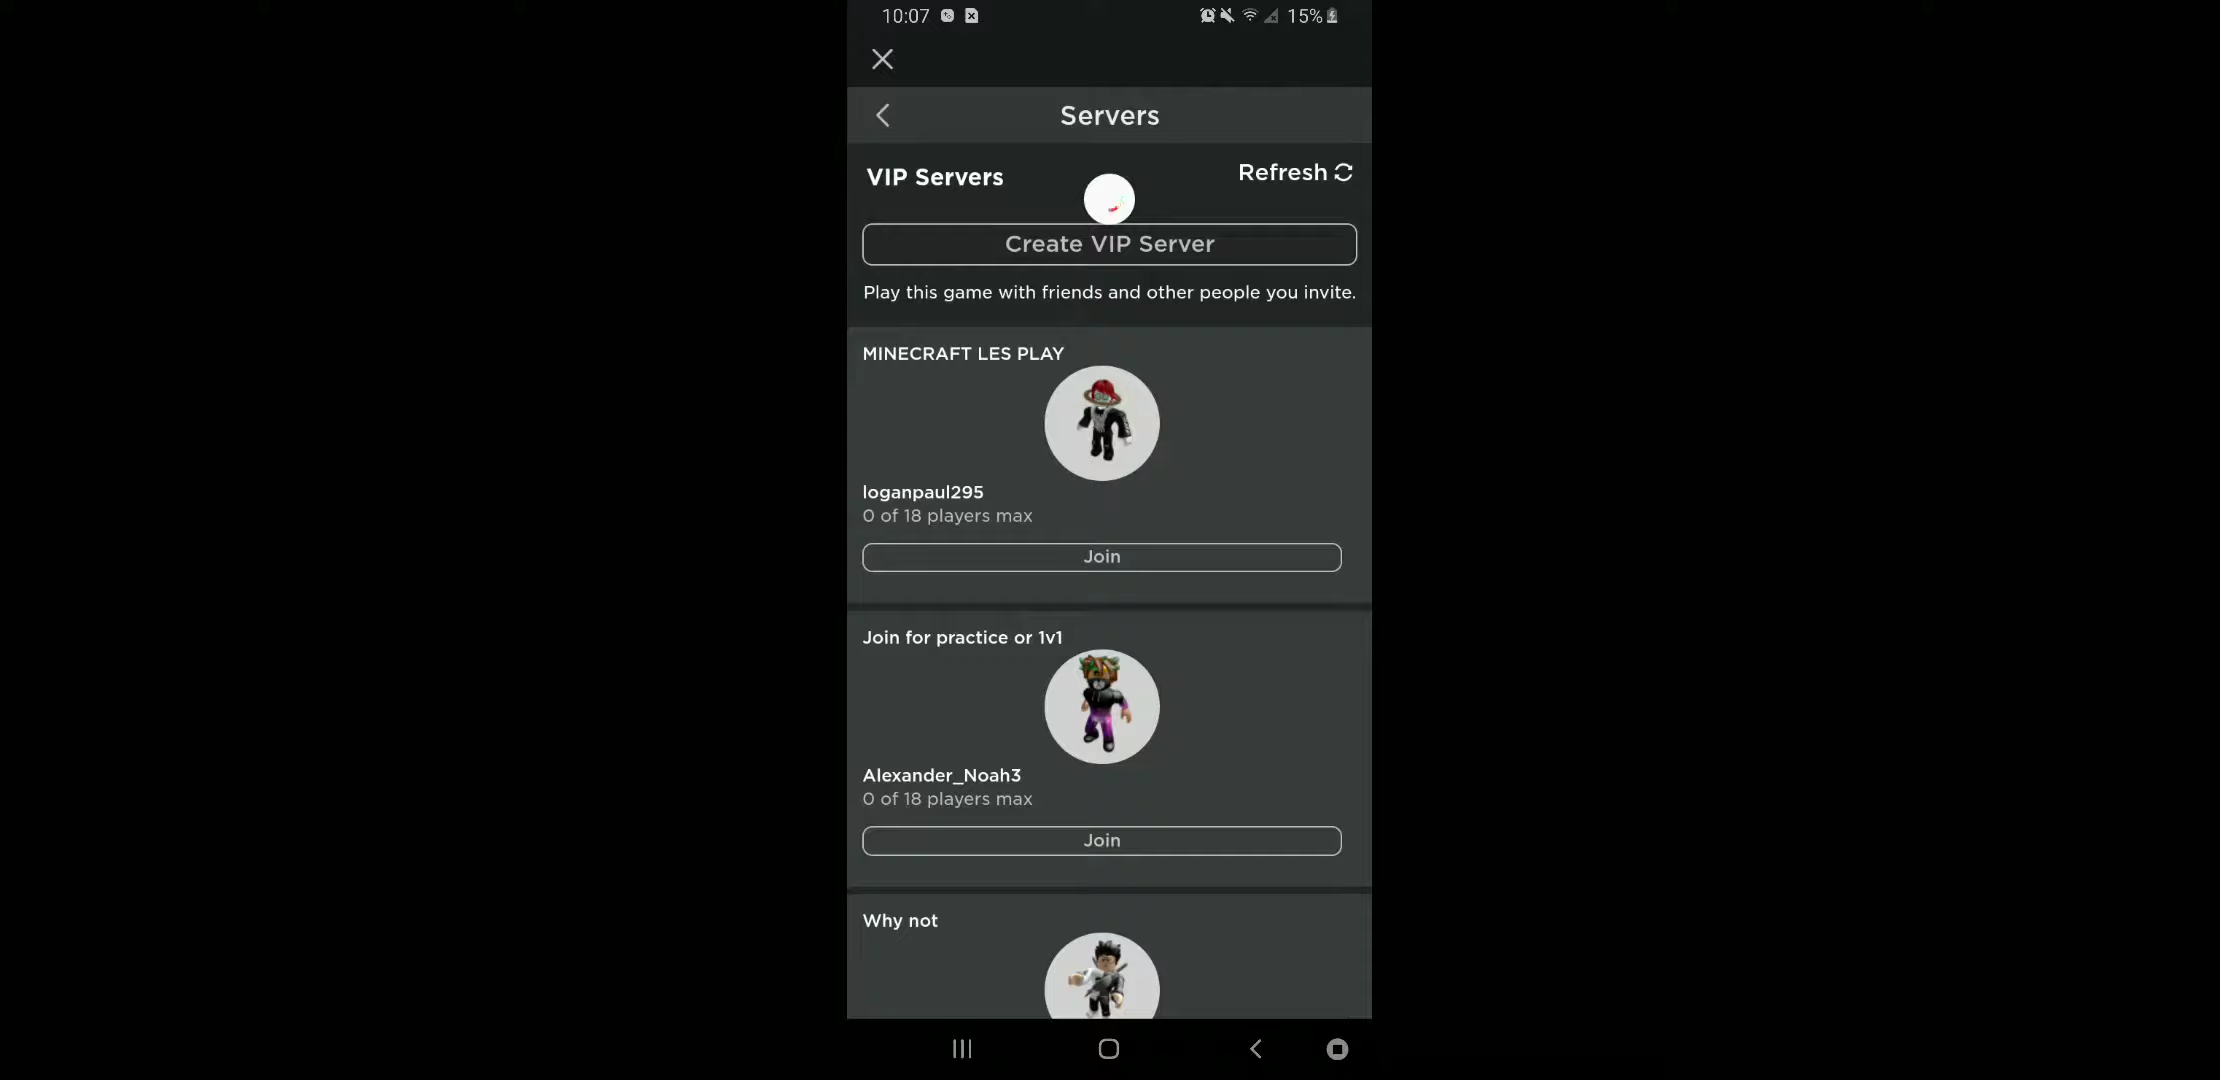 10:07
15%
Servers
VIP Servers
Refresh
Create VIP Server
Play this game with friends and other people you invite.
MINECRAFT LES PLAY
loganpaul295
0 of 18 players max
Join
Join for practice or 1v1
Alexander_Noah3
0 of 18 players max
Join
Why not